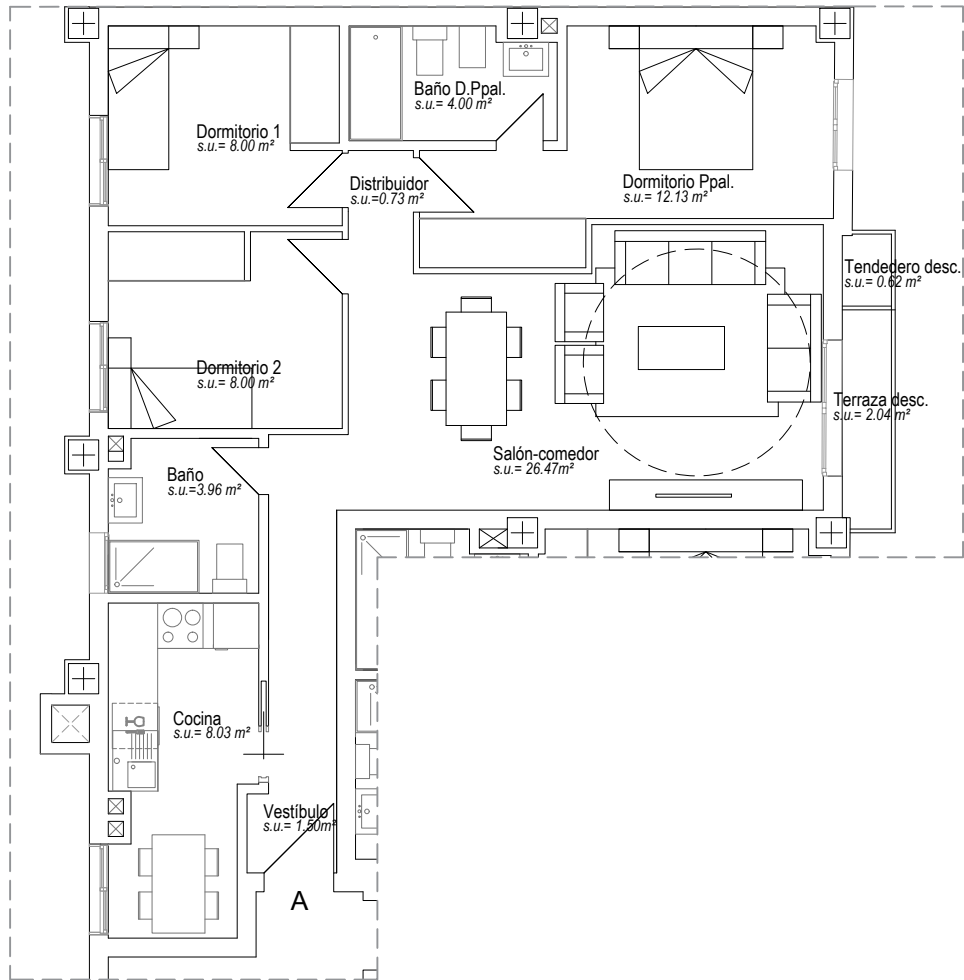 Baño D.Ppal.
s.u.= 4.00 m²
Dormitorio 1
s.u.= 8.00 m²
Distribuidor
s.u.=0.73 m²
Dormitorio Ppal.
s.u.= 12.13 m²
Tendedero desc.
s.u.= 0.62 m²
Dormitorio 2
s.u.= 8.00 m²
Terraza desc.
s.u.= 2.04 m²
Salón-comedor
s.u.= 26.47m²
Baño
s.u.=3.96 m²
Cocina
s.u.= 8.03 m²
Vestíbulo
s.u.= 1.50m²
A